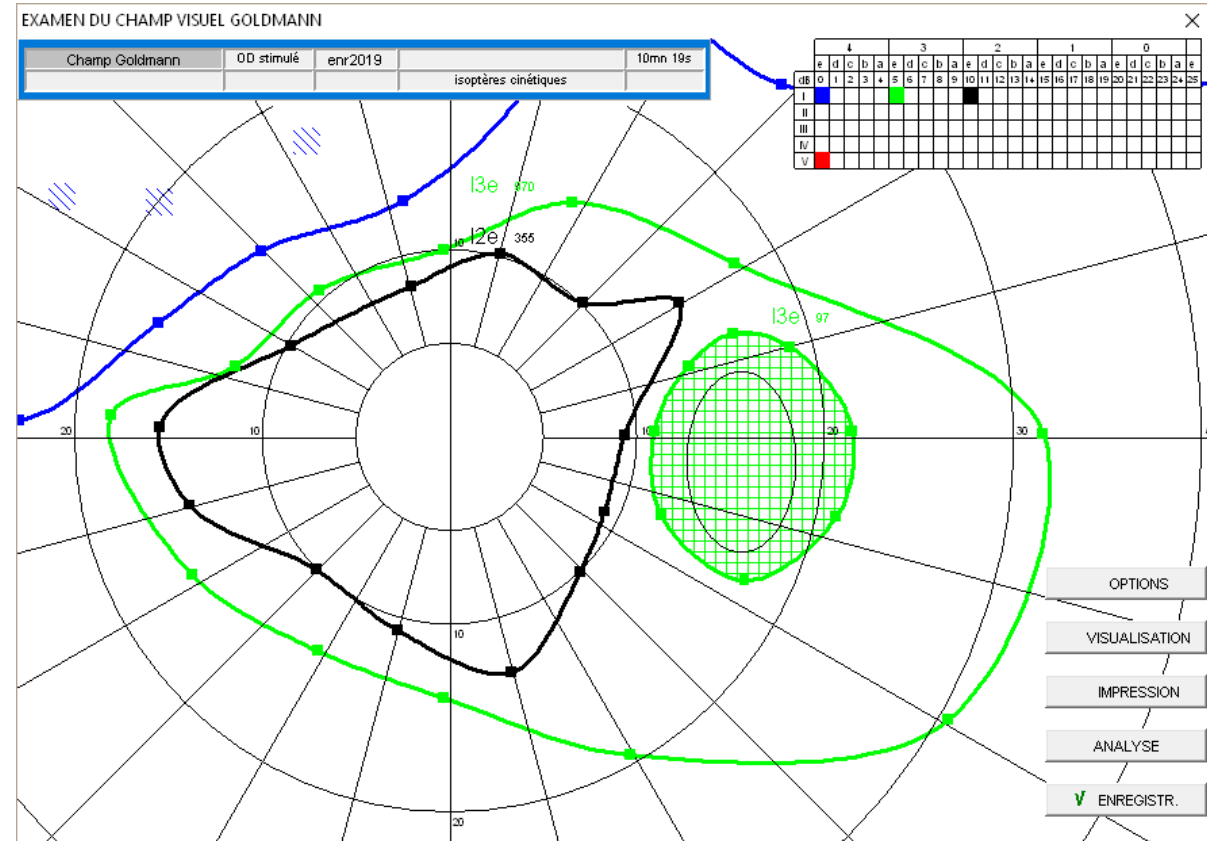 EXAMEN DU CHAMP VISUEL GOLDMANN
Champ Goldmann OD stimulé enr2019 10mn 19s
isoptères cinétiques
4 3 2 1 0
e d c b a e d c b a e d c b a e d c b a e d c b a e
dB 0 1 2 3 4 5 6 7 8 9 10 11 12 13 14 15 16 17 18 19 20 21 22 23 24 25
I
II
III
IV
V
I3e 970
10 I2e 355
I3e 97
20 10 10 20 30
10
20
OPTIONS
VISUALISATION
IMPRESSION
ANALYSE
√ ENREGISTR.